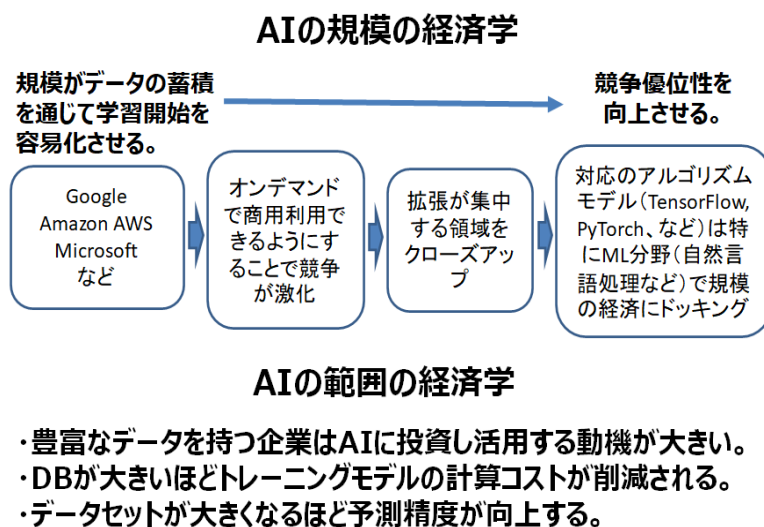 AIの規模の経済学
規模がデータの蓄積
を通じて学習開始を
容易化させる。
競争優位性を
向上させる。
Google
Amazon AWS
Microsoft
など
オンデマンド
で商用利用で
きるようにす
ることで競争
が激化
拡張が集中
する領域を
クローズアッ
プ
対応のアルゴリズム
モデル(TensorFlow,
PyTorch、など)は特
にML分野(自然言
語処理など)で規模
の経済にドッキング
AIの範囲の経済学
・豊富なデータを持つ企業はAIに投資し活用する動機が大きい。
・DBが大きいほどトレーニングモデルの計算コストが削減される。
・データセットが大きくなるほど予測精度が向上する。